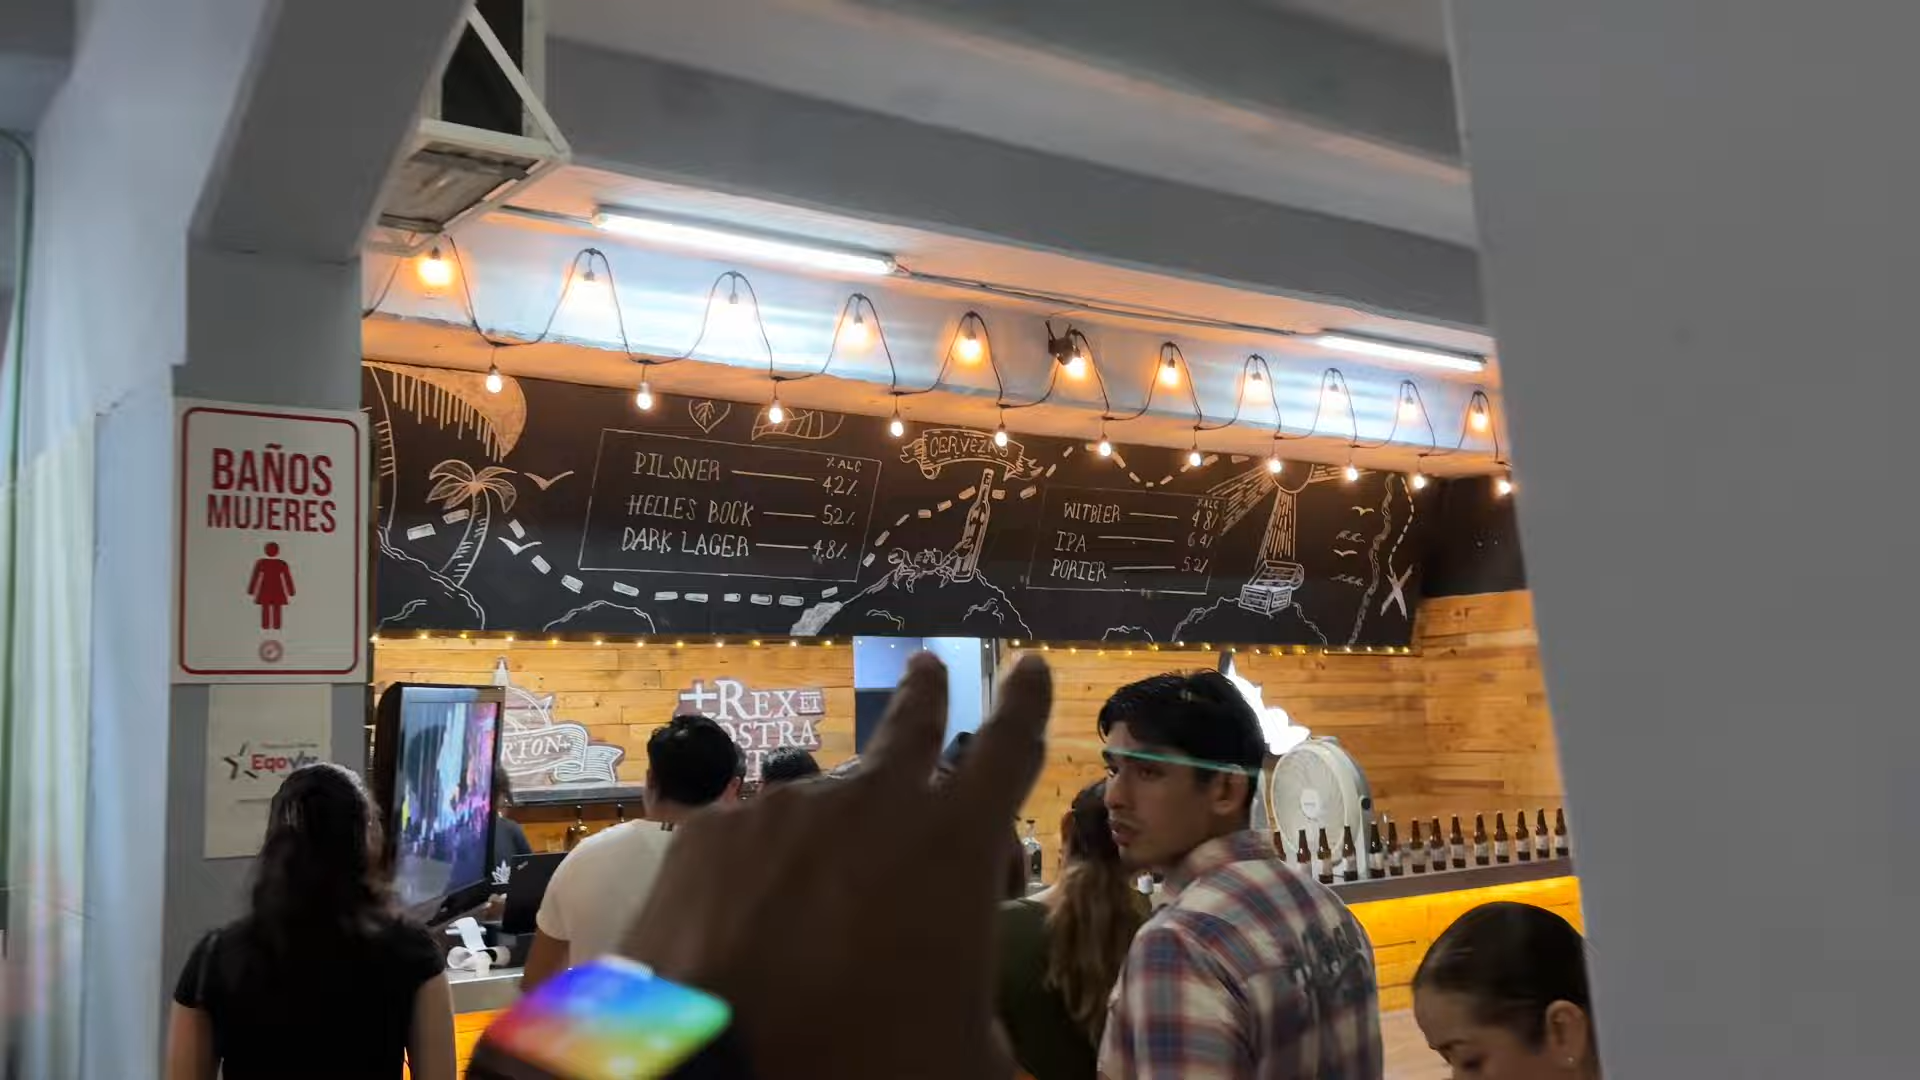 BAÑOS
MUJERES
CERVEZAS
% ALC
PILSNER 4.2%
HELLES BOCK 5.2%
DARK LAGER 4.8%
% ALC
WITBIER 4.8%
IPA 6.4%
PORTER 5.2%
+REX ET